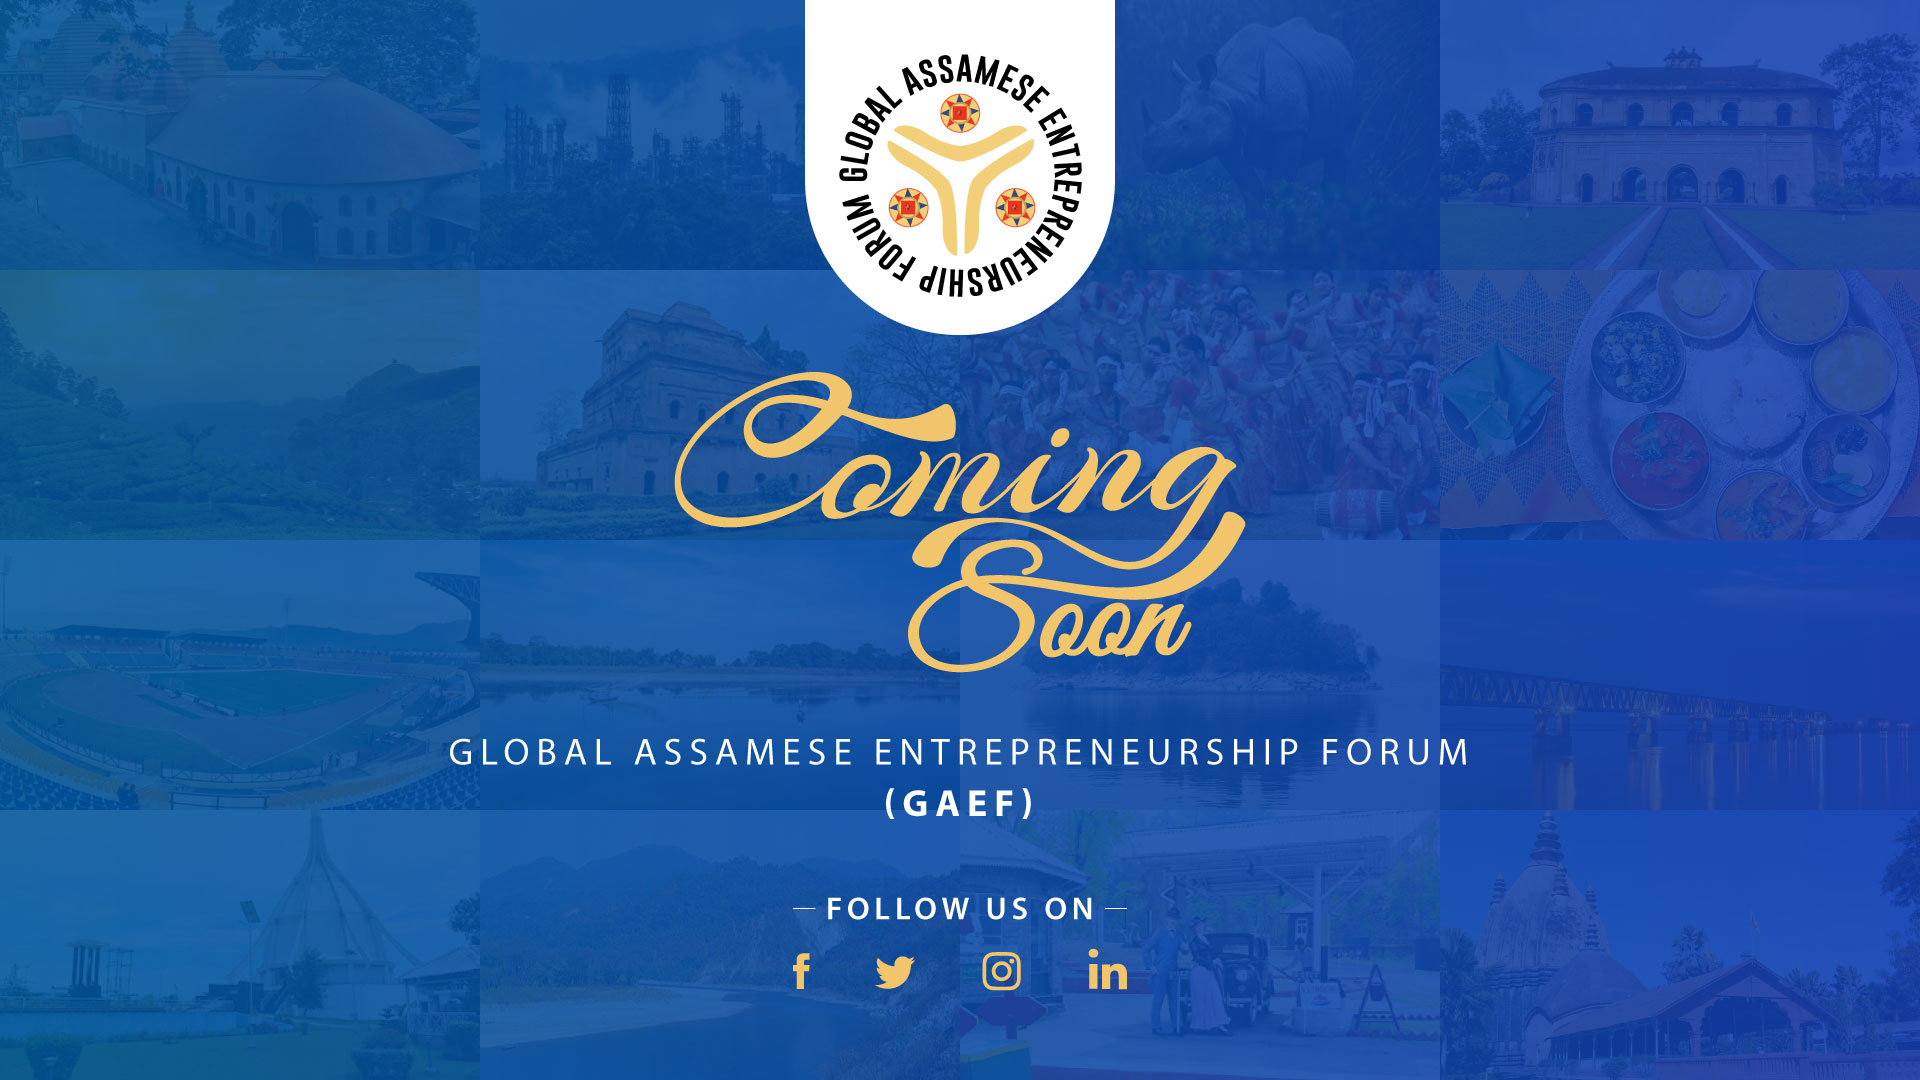 GLOBAL ASSAMESE ENTREPRENEURSHIP FORUM
Coming
Soon
GLOBAL ASSAMESE ENTREPRENEURSHIP FORUM
(GAEF)
FOLLOW US ON